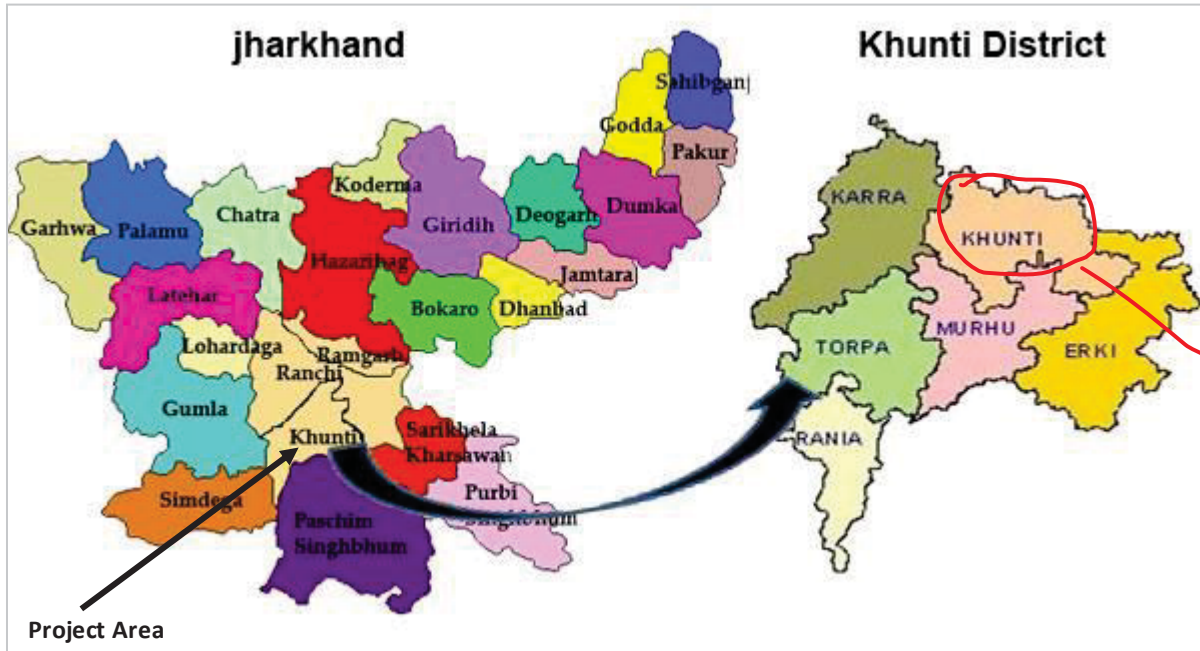 jharkhand
Khunti District
Sahibganj
Godda
Pakur
Koderma
Garhwa
Palamu
Chatra
Giridih
Deogarh
Dumka
Hazaribag
Jamtara
Latehar
Bokaro
Dhanbad
Lohardaga
Ramgarh
Ranchi
Gumla
Khunti
Sarikhela
Kharsawan
Simdega
Purbi
Singhbhum
Paschim
Singhbhum
Project Area
KARRA
KHUNTI
MURHU
TORPA
ERKI
RANIA